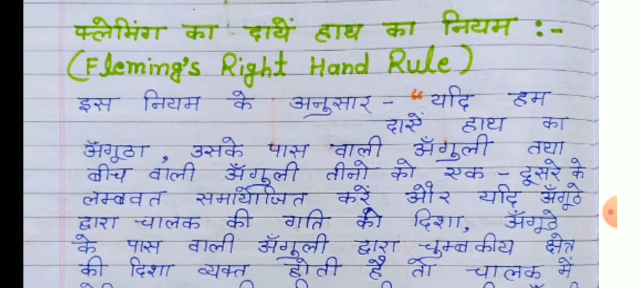 फ्लेमिंग का दायें हाथ का नियम :-
(Fleming's Right Hand Rule)
इस नियम के अनुसार - "यदि हम
दायें हाथ का
अँगूठा, उसके पास वाली अँगुली तथा
बीच वाली अँगुली तीनो को एक - दूसरे के
लम्बवत समायोजित करें और यदि अँगूठे
द्वारा चालक की गति की दिशा, अँगूठे
के पास वाली अँगुली द्वारा चुम्बकीय क्षेत्र
की दिशा व्यक्त होती है तो चालक में